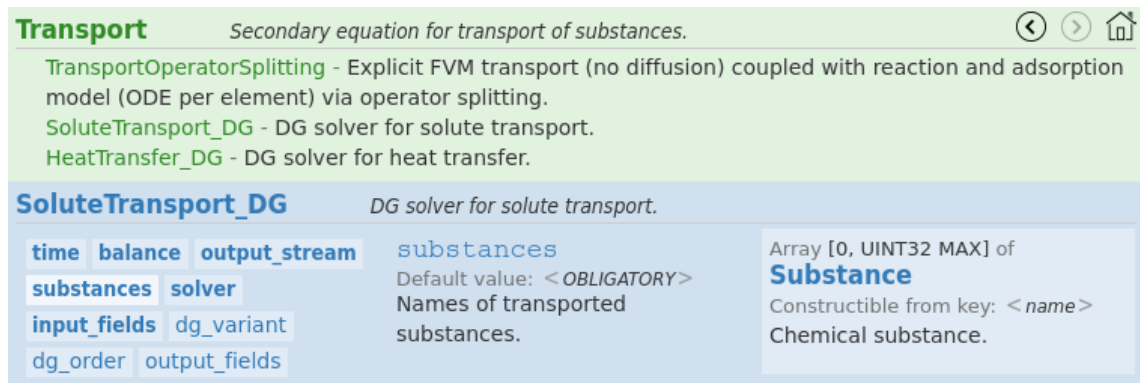 Transport Secondary equation for transport of substances.
TransportOperatorSplitting - Explicit FVM transport (no diffusion) coupled with reaction and adsorption
model (ODE per element) via operator splitting.
SoluteTransport_DG - DG solver for solute transport.
HeatTransfer_DG - DG solver for heat transfer.
SoluteTransport_DG DG solver for solute transport.
time balance output_stream
substances solver
input_fields dg_variant
dg_order output_fields
substances
Default value: <OBLIGATORY>
Names of transported
substances.
Array [0, UINT32 MAX] of
Substance
Constructible from key: <name>
Chemical substance.